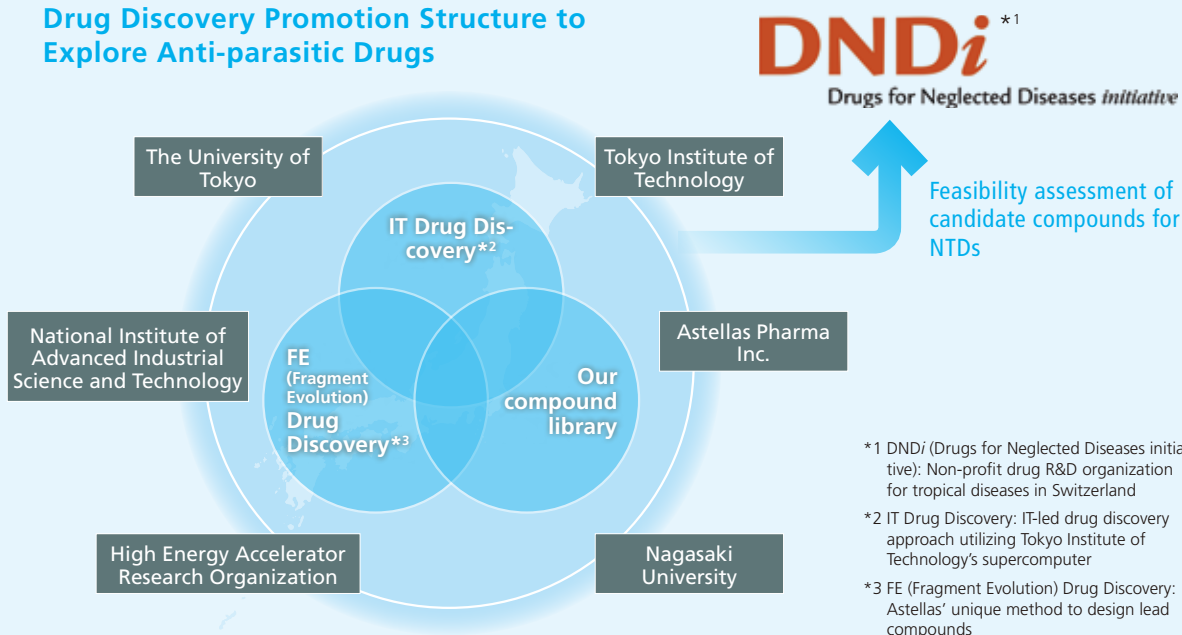 Drug Discovery Promotion Structure to
Explore Anti-parasitic Drugs
DNDi *1
Drugs for Neglected Diseases initiative
The University of
Tokyo
Tokyo Institute of
Technology
Feasibility assessment of
candidate compounds for
NTDs
IT Drug Dis-
covery*2
National Institute of
Advanced Industrial
Science and Technology
Astellas Pharma
Inc.
FE
(Fragment
Evolution)
Drug
Discovery*3
Our
compound
library
High Energy Accelerator
Research Organization
Nagasaki
University
*1 DNDi (Drugs for Neglected Diseases initia-
tive): Non-profit drug R&D organization
for tropical diseases in Switzerland
*2 IT Drug Discovery: IT-led drug discovery
approach utilizing Tokyo Institute of
Technology's supercomputer
*3 FE (Fragment Evolution) Drug Discovery:
Astellas' unique method to design lead
compounds